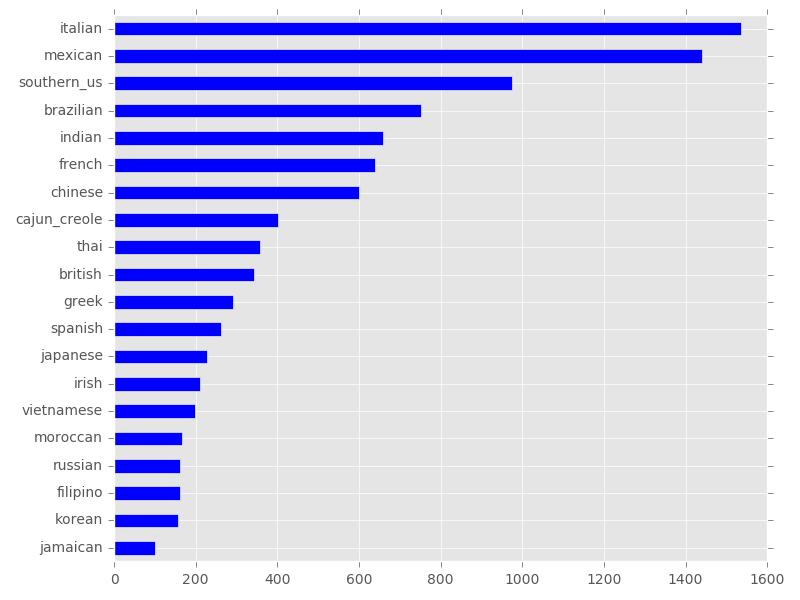 italian
mexican
southern_us
brazilian
indian
french
chinese
cajun_creole
thai
british
greek
spanish
japanese
irish
vietnamese
moroccan
russian
filipino
korean
jamaican
0 200 400 600 800 1000 1200 1400 1600